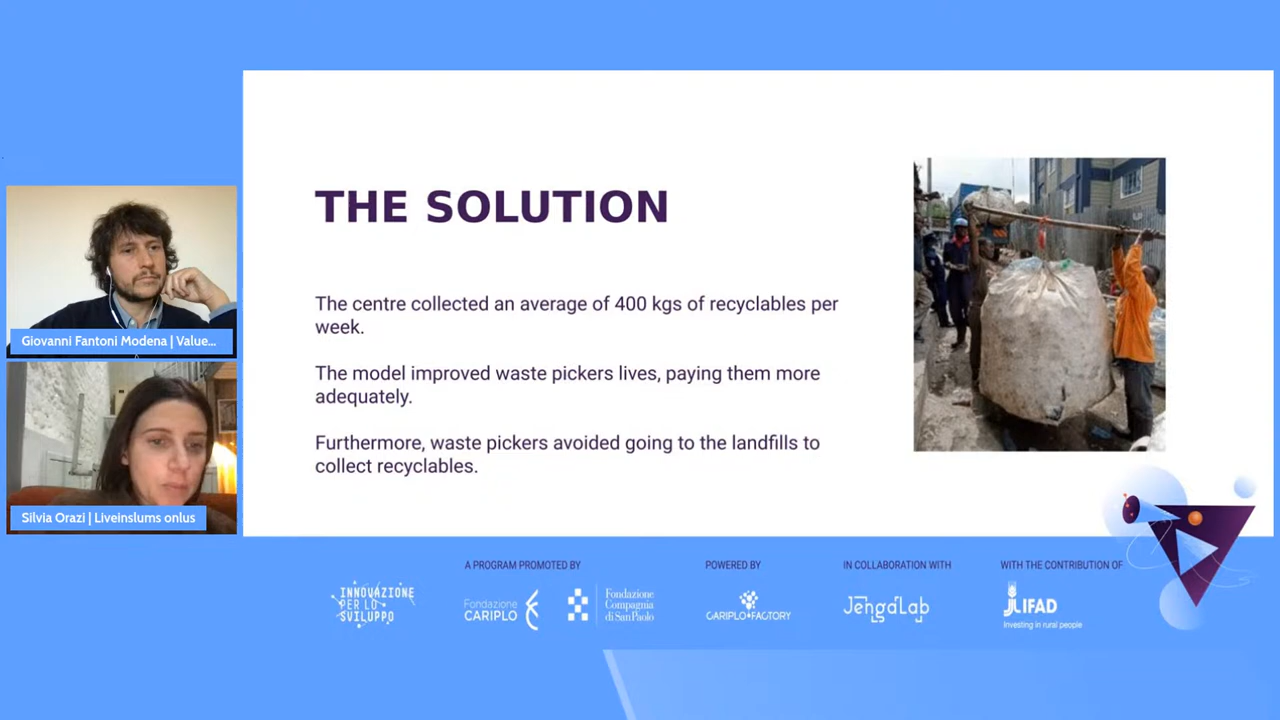 THE SOLUTION
The centre collected an average of 400 kgs of recyclables per
week.
The model improved waste pickers lives, paying them more
adequately.
Furthermore, waste pickers avoided going to the landfills to
collect recyclables.
Giovanni Fantoni Modena | Value...
Silvia Orazi | Liveinslums onlus
A PROGRAM PROMOTED BY
POWERED BY
IN COLLABORATION WITH
WITH THE CONTRIBUTION OF
INNOVAZIONE
PER LO
SVILUPPO
Fondazione
CARIPLO
Fondazione
Compagnia
di SanPaolo
CARIPLO FACTORY
JengaLab
JLIFAD
Investing in rural people